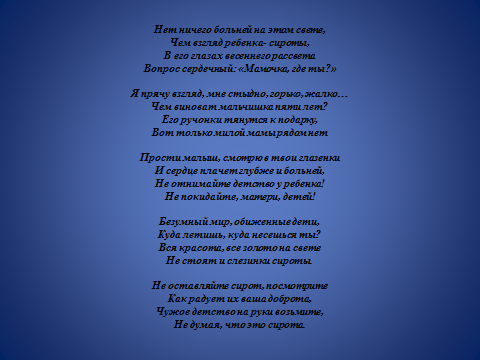 Нет ничего больней на этом свете,
Чем взгляд ребенка- сироты,
В его глазах весеннего рассвета
Вопрос сердечный: «Мамочка, где ты?»
Я прячу взгляд, мне стыдно, горько, жалко…
Чем виноват мальчишка пяти лет?
Его ручонки тянутся к подарку,
Вот только милой мамы рядом нет
Прости малыш, смотрю в твои глазенки
И сердце плачет глубже и больней,
Не отнимайте детство у ребенка!
Не покидайте, матери, детей!
Безумный мир, обиженные дети,
Куда летишь, куда несешься ты?
Вся красота, все золото на свете
Не стоят и слезинки сироты.
Не оставляйте сирот, посмотрите
Как радует их ваша доброта,
Чужое детство на руки возьмите,
Не думая, что это сирота.